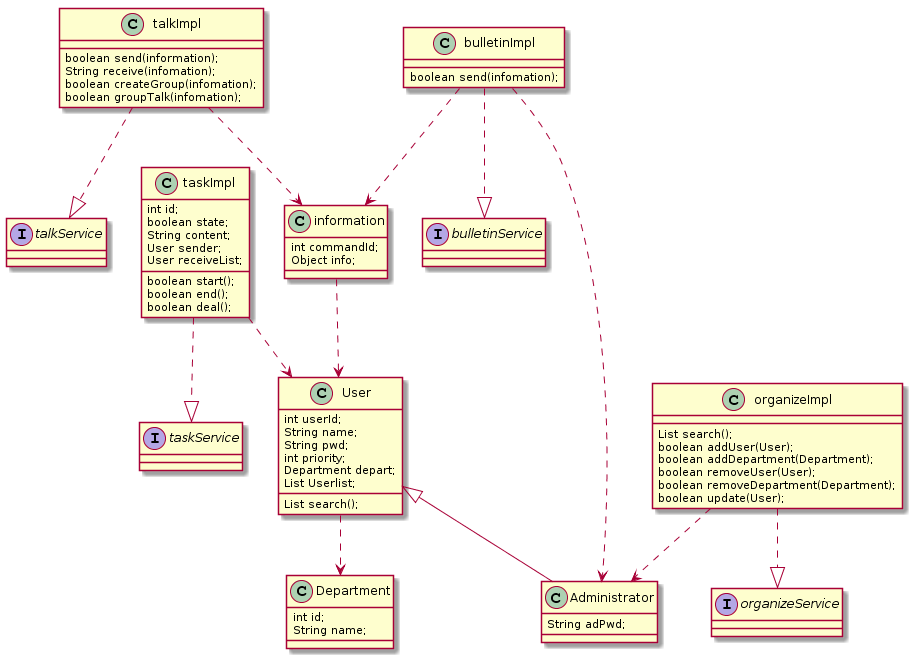 C talkImpl
boolean send(information);
String receive(infomation);
boolean createGroup(infomation);
boolean groupTalk(infomation);
C bulletinImpl
boolean send(infomation);
C taskImpl
int id;
boolean state;
String content;
User sender;
User receiveList;
boolean start();
boolean end();
boolean deal();
I talkService
C information
int commandId;
Object info;
I bulletinService
C User
int userId;
String name;
String pwd;
int priority;
Department depart;
List Userlist;
List search();
I taskService
C organizeImpl
List search();
boolean addUser(User);
boolean addDepartment(Department);
boolean removeUser(User);
boolean removeDepartment(Department);
boolean update(User);
C Department
int id;
String name;
C Administrator
String adPwd;
I organizeService